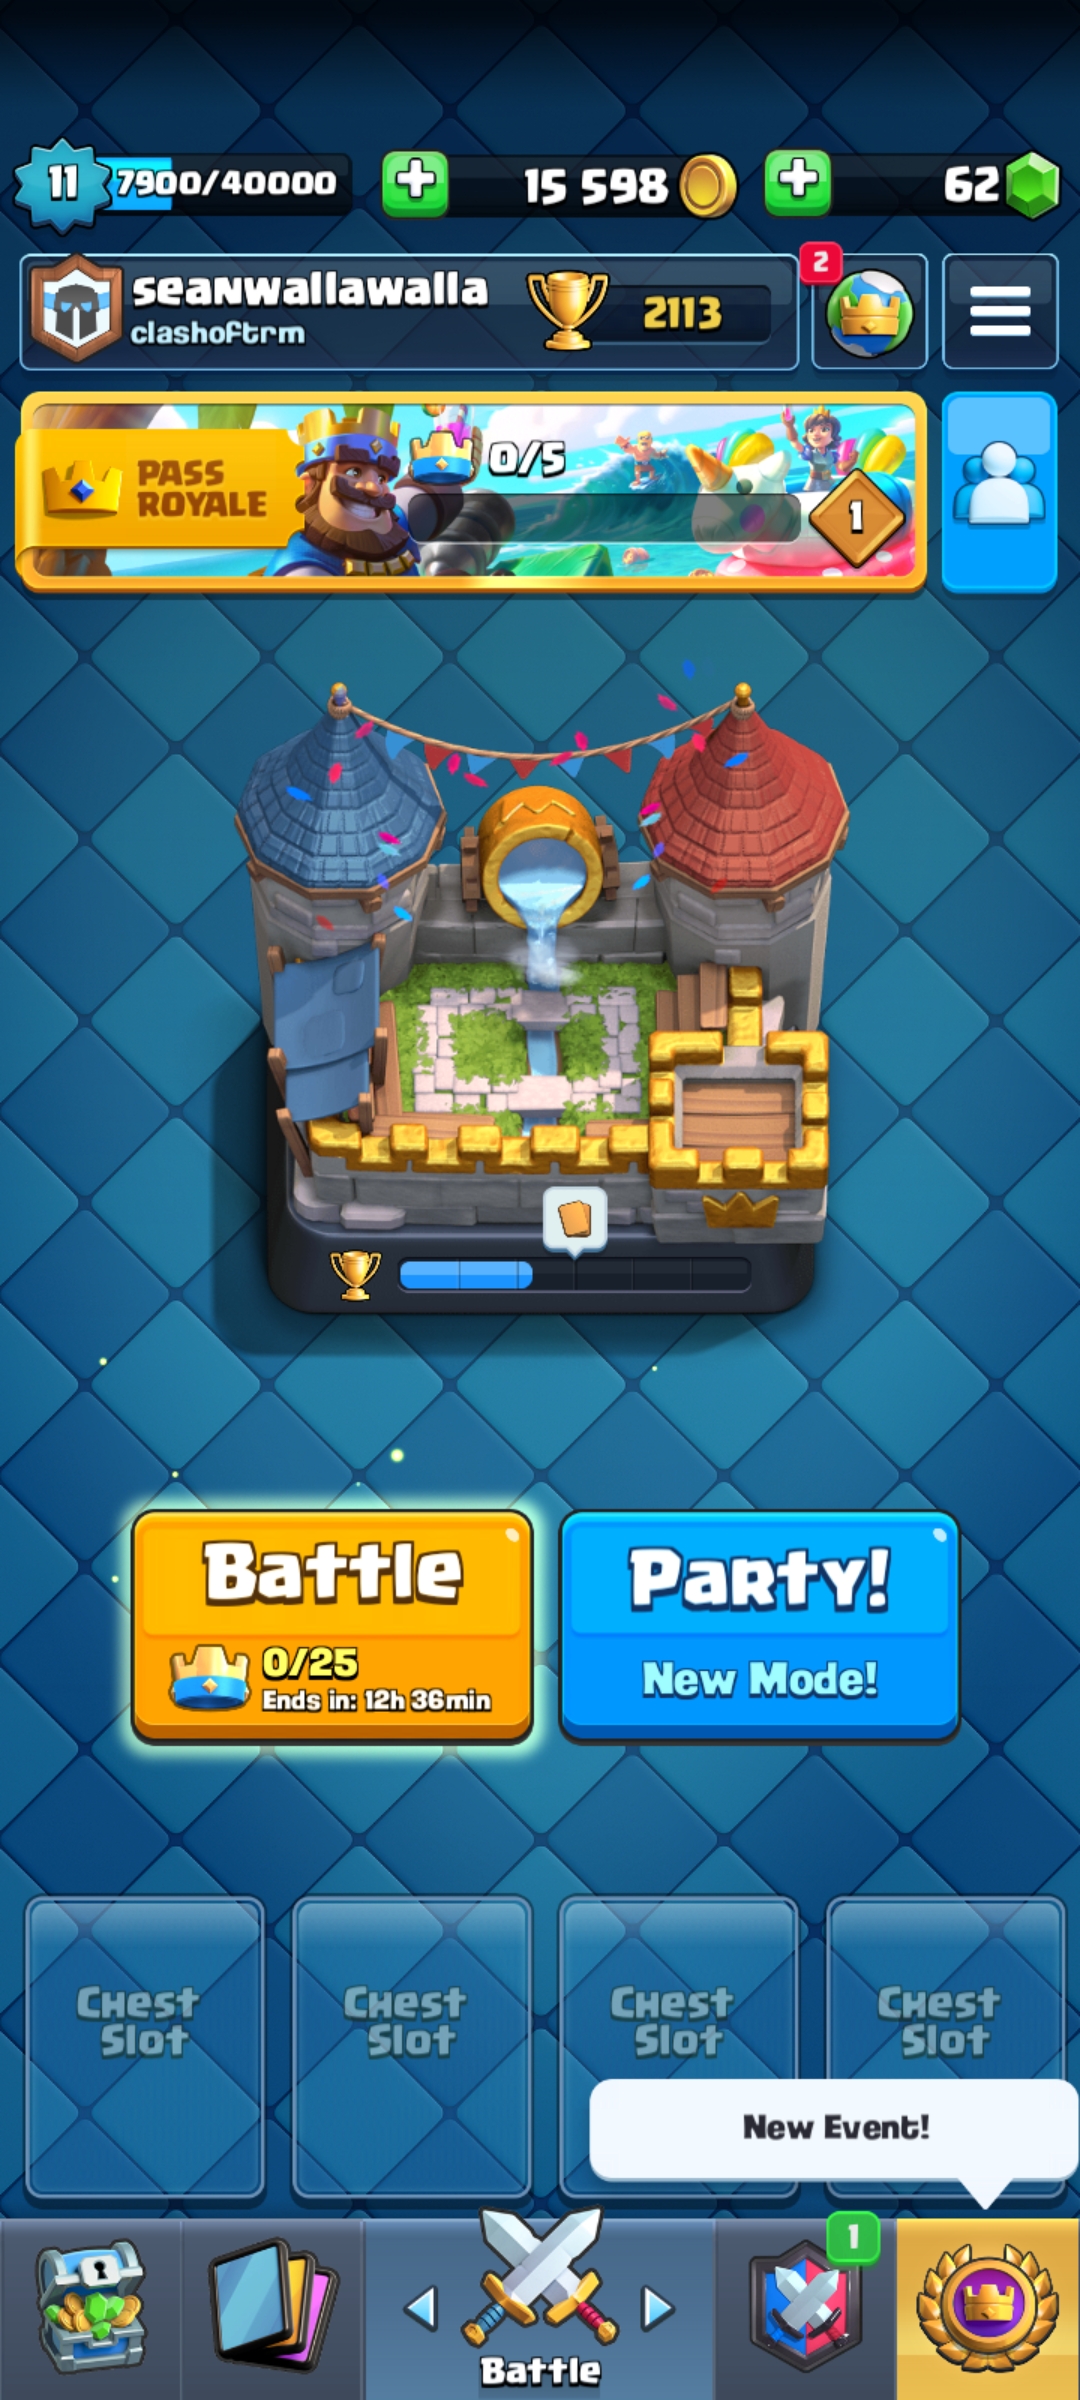 11
7900/40000
15 598
62
seanwallawalla
2113
2
clashoftrm
PASS
ROYALE
0/5
1
Battle
0/25
Ends in: 12h 36min
Party!
New Mode!
Chest
Slot
Chest
Slot
Chest
Slot
Chest
Slot
New Event!
1
Battle